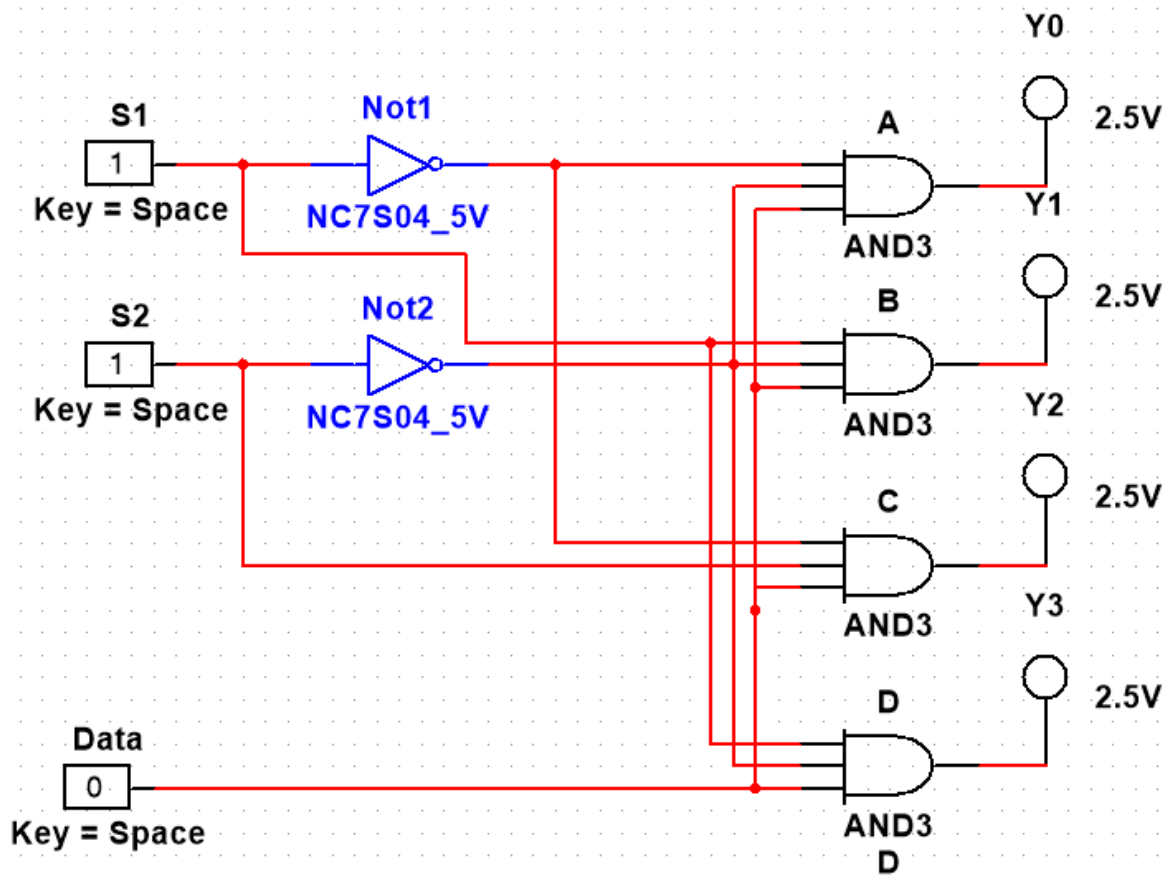 Y0
S1
Not1
A
2.5V
1
Key = Space
NC7S04_5V
AND3
Y1
S2
Not2
B
2.5V
1
Key = Space
NC7S04_5V
AND3
Y2
C
2.5V
AND3
Y3
D
2.5V
Data
0
Key = Space
AND3
D